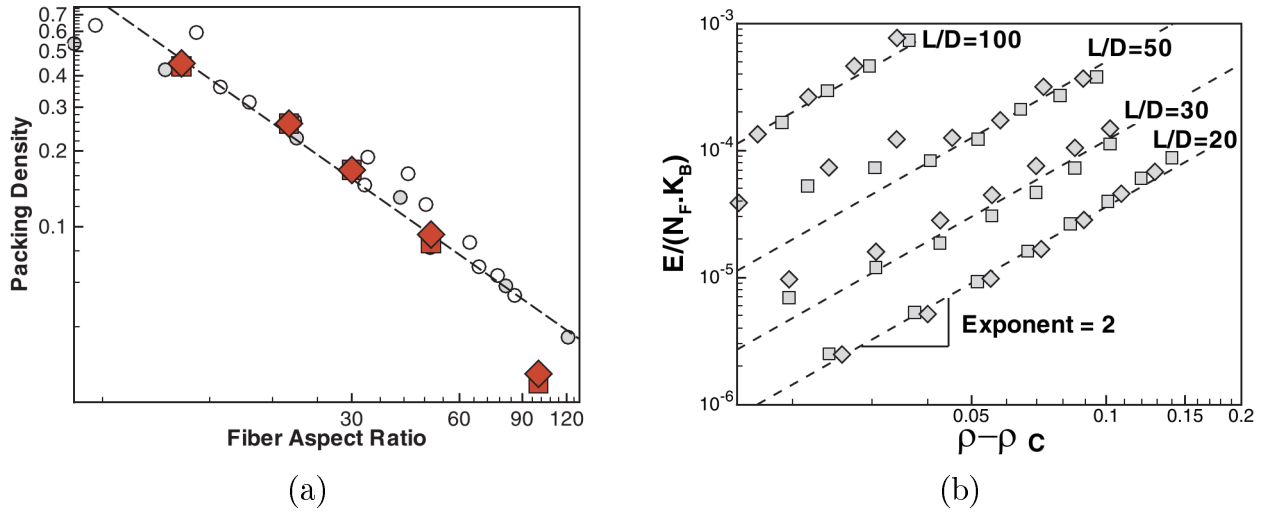 0.7
0.6
0.5
0.4
0.3
0.2
0.1
Packing Density
30 60 90 120
Fiber Aspect Ratio
(a)
10-3
10-4
10-5
10-6
E/(NF.KB)
L/D=100
L/D=50
L/D=30
L/D=20
Exponent = 2
0.05 0.1 0.15 0.2
ρ−ρ C
(b)